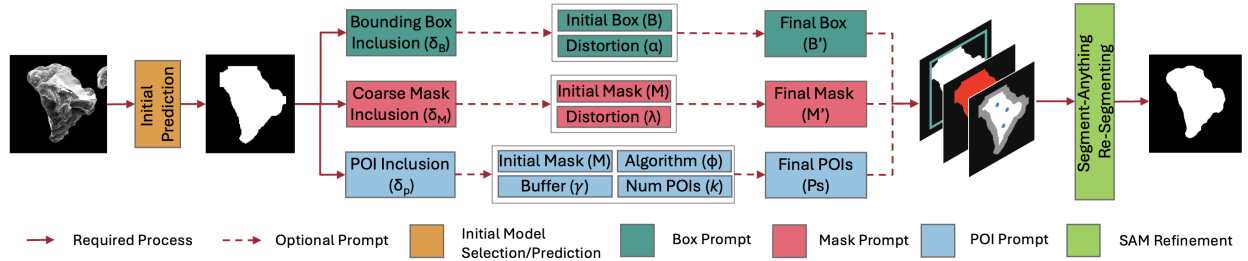 Initial
Prediction
Bounding Box
Inclusion (δB)
Initial Box (B)
Distortion (α)
Final Box
(B’)
Coarse Mask
Inclusion (δM)
Initial Mask (M)
Distortion (λ)
Final Mask
(M’)
POI Inclusion
(δp)
Initial Mask (M)
Algorithm (ϕ)
Buffer (γ)
Num POIs (k)
Final POIs
(Ps)
Segment-Anything
Re-Segmenting
Required Process
Optional Prompt
Initial Model
Selection/Prediction
Box Prompt
Mask Prompt
POI Prompt
SAM Refinement